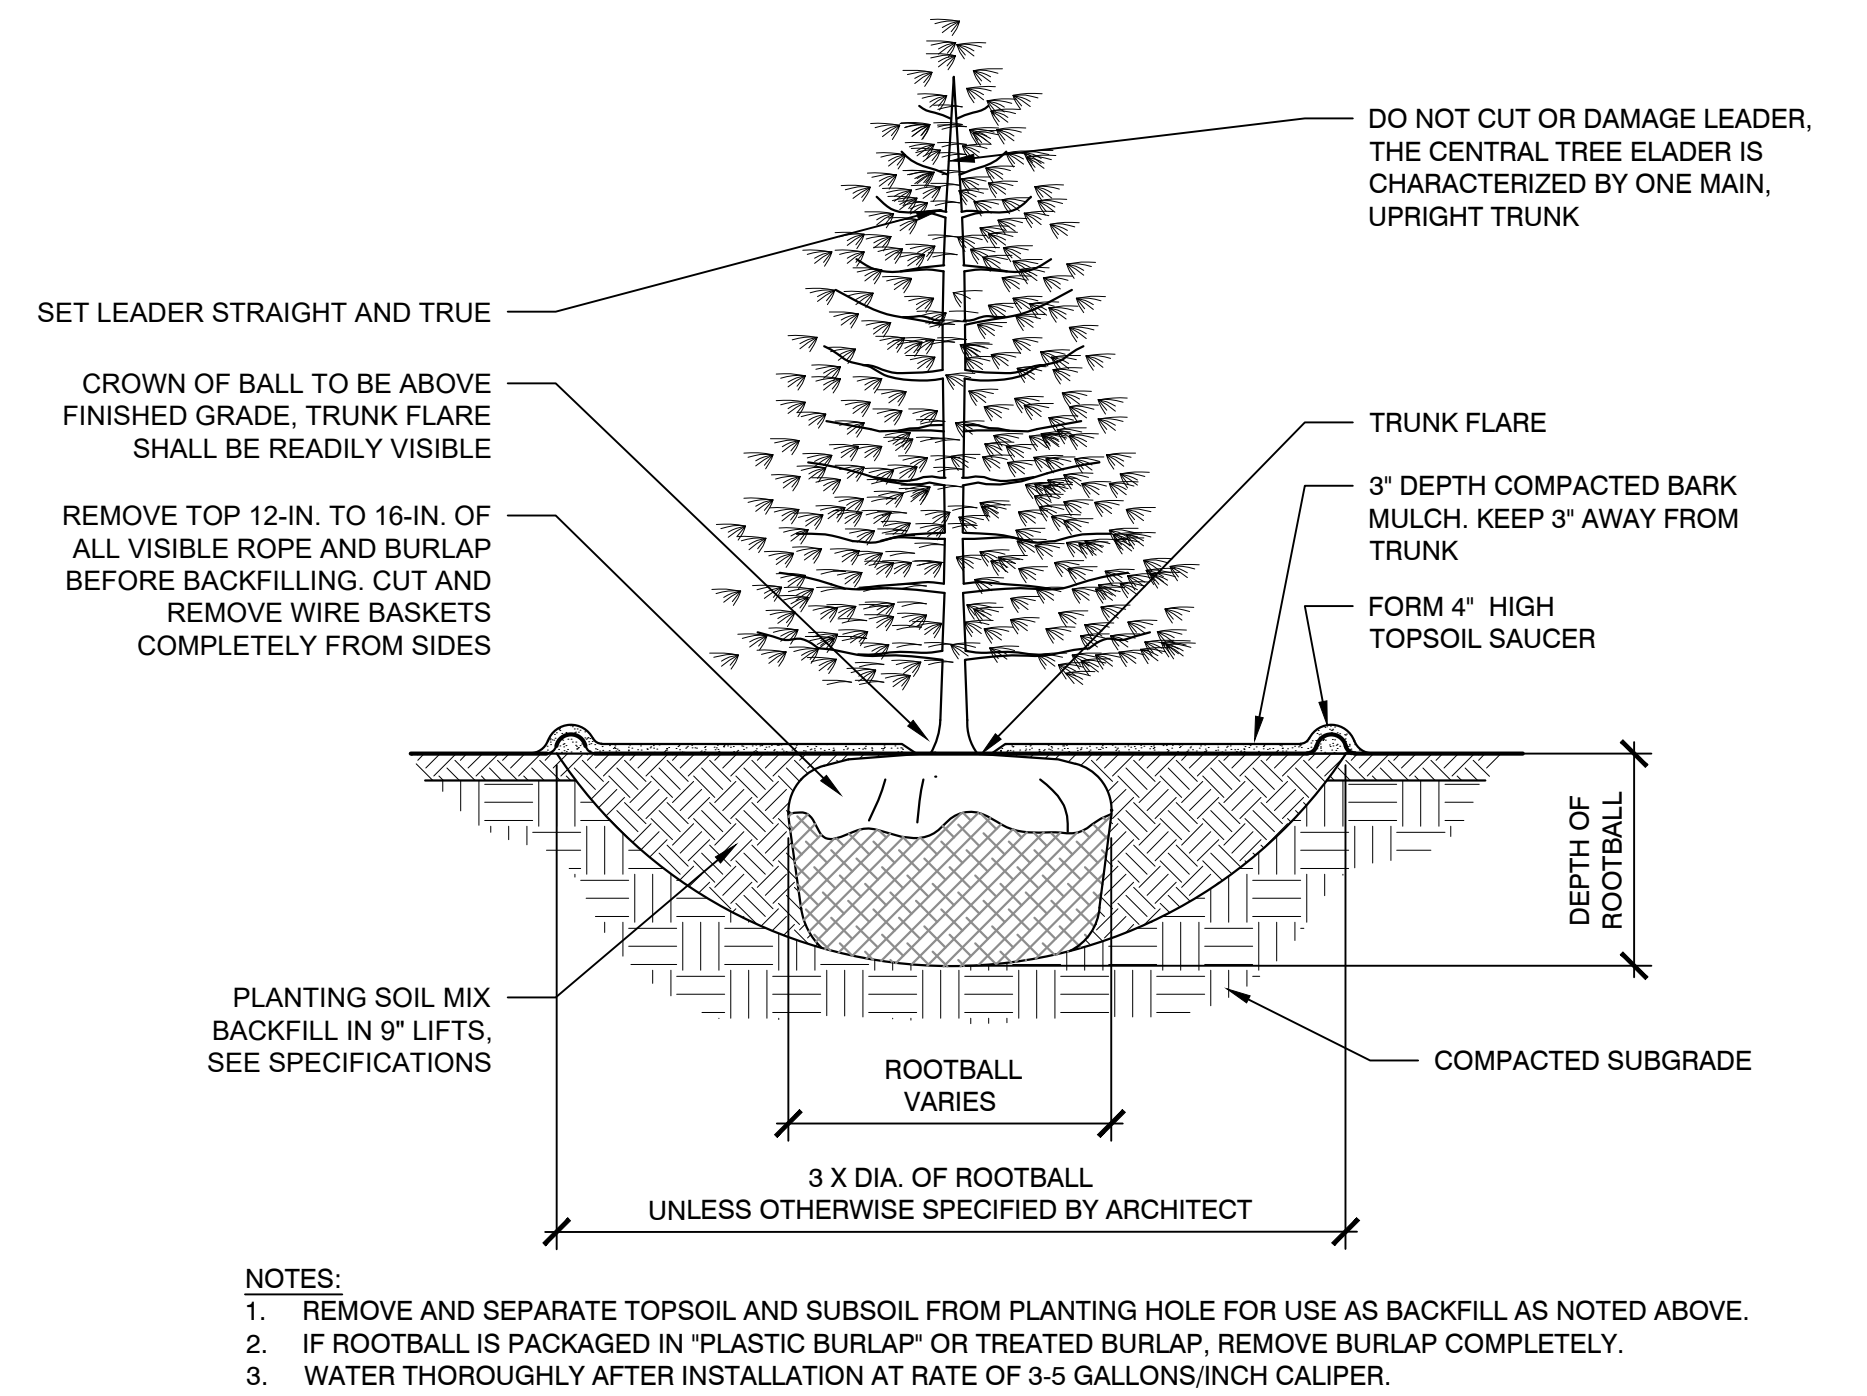 DO NOT CUT OR DAMAGE LEADER,
THE CENTRAL TREE ELADER IS
CHARACTERIZED BY ONE MAIN,
UPRIGHT TRUNK
SET LEADER STRAIGHT AND TRUE
CROWN OF BALL TO BE ABOVE
FINISHED GRADE, TRUNK FLARE
SHALL BE READILY VISIBLE
REMOVE TOP 12-IN. TO 16-IN. OF
ALL VISIBLE ROPE AND BURLAP
BEFORE BACKFILLING. CUT AND
REMOVE WIRE BASKETS
COMPLETELY FROM SIDES
TRUNK FLARE
3" DEPTH COMPACTED BARK
MULCH. KEEP 3" AWAY FROM
TRUNK
FORM 4" HIGH
TOPSOIL SAUCER
DEPTH OF
ROOTBALL
PLANTING SOIL MIX
BACKFILL IN 9" LIFTS,
SEE SPECIFICATIONS
COMPACTED SUBGRADE
ROOTBALL
VARIES
3 X DIA. OF ROOTBALL
UNLESS OTHERWISE SPECIFIED BY ARCHITECT
NOTES:
1. REMOVE AND SEPARATE TOPSOIL AND SUBSOIL FROM PLANTING HOLE FOR USE AS BACKFILL AS NOTED ABOVE.
2. IF ROOTBALL IS PACKAGED IN "PLASTIC BURLAP" OR TREATED BURLAP, REMOVE BURLAP COMPLETELY.
3. WATER THOROUGHLY AFTER INSTALLATION AT RATE OF 3-5 GALLONS/INCH CALIPER.